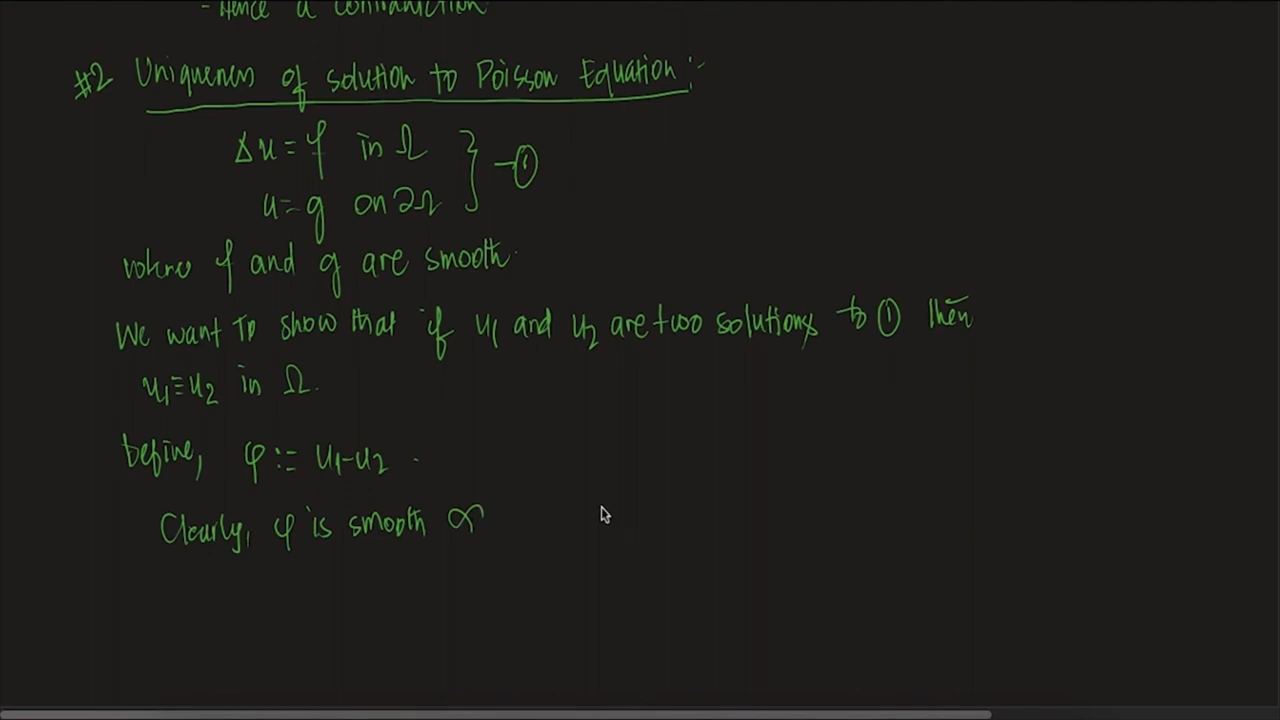 - Hence a contradiction
#2 Uniqueness of solution to Poisson Equation :-
Δu = f in Ω
u = g on ∂Ω } - ①
where f and g are smooth.
We want to show that if u₁ and u₂ are two solutions to ① then
u₁ ≡ u₂ in Ω.
Define, φ := u₁-u₂ .
Clearly, φ is smooth